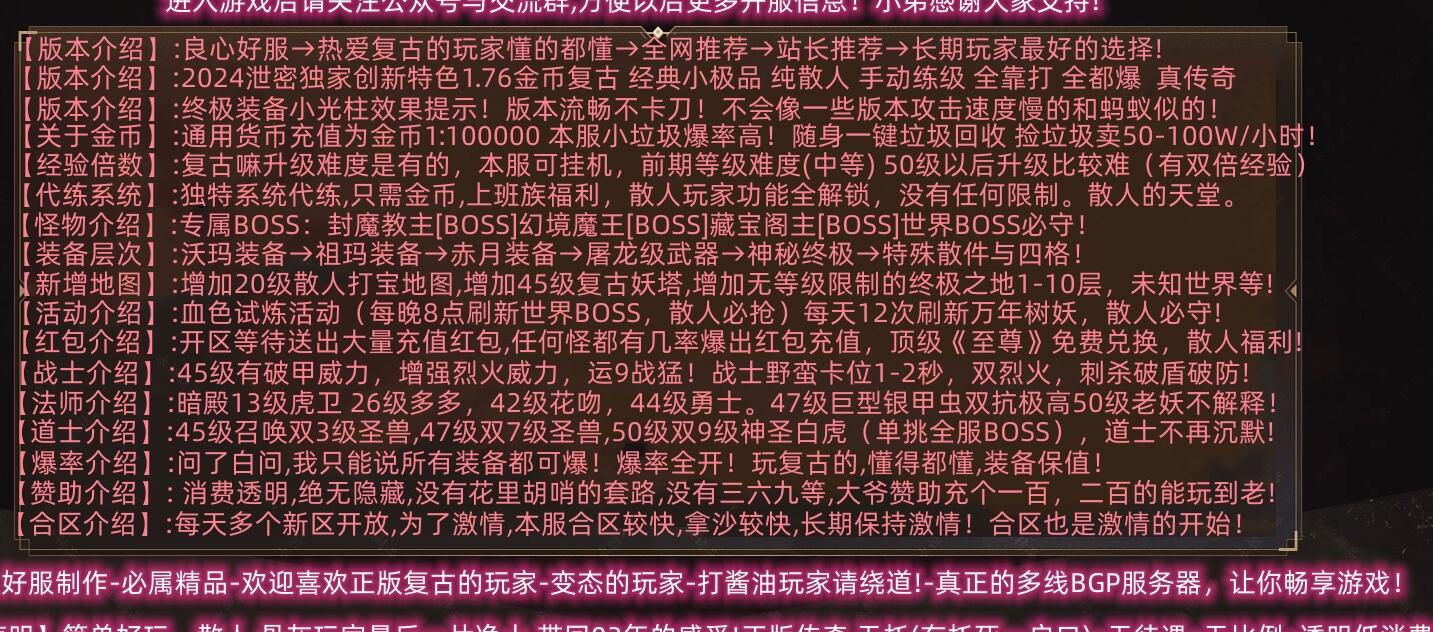 进入游戏后请关注公众号与交流群,方便以后更多开服信息！小弟感谢大家支持!
【版本介绍】:良心好服→热爱复古的玩家懂的都懂→全网推荐→站长推荐→长期玩家最好的选择!
【版本介绍】:2024泄密独家创新特色1.76金币复古 经典小极品 纯散人 手动练级 全靠打 全都爆 真传奇
【版本介绍】:终极装备小光柱效果提示！版本流畅不卡刀！不会像一些版本攻击速度慢的和蚂蚁似的!
【关于金币】:通用货币充值为金币1:100000 本服小垃圾爆率高！随身一键垃圾回收 捡垃圾卖50-100W/小时!
【经验倍数】:复古嘛升级难度是有的，本服可挂机，前期等级难度(中等) 50级以后升级比较难（有双倍经验）
【代练系统】:独特系统代练,只需金币,上班族福利，散人玩家功能全解锁，没有任何限制。散人的天堂。
【怪物介绍】:专属BOSS：封魔教主[BOSS]幻境魔王[BOSS]藏宝阁主[BOSS]世界BOSS必守!
【装备层次】:沃玛装备→祖玛装备→赤月装备→屠龙级武器→神秘终极→特殊散件与四格!
【新增地图】:增加20级散人打宝地图,增加45级复古妖塔,增加无等级限制的终极之地1-10层，未知世界等!
【活动介绍】:血色试炼活动（每晚8点刷新世界BOSS，散人必抢）每天12次刷新万年树妖，散人必守!
【红包介绍】:开区等待送出大量充值红包,任何怪都有几率爆出红包充值，顶级《至尊》免费兑换，散人福利!
【战士介绍】:45级有破甲威力，增强烈火威力，运9战猛！战士野蛮卡位1-2秒，双烈火，刺杀破盾破防!
【法师介绍】:暗殿13级虎卫 26级多多，42级花吻，44级勇士。47级巨型银甲虫双抗极高50级老妖不解释!
【道士介绍】:45级召唤双3级圣兽,47级双7级圣兽,50级双9级神圣白虎（单挑全服BOSS），道士不再沉默!
【爆率介绍】:问了白问,我只能说所有装备都可爆！爆率全开！玩复古的,懂得都懂,装备保值!
【赞助介绍】: 消费透明,绝无隐藏,没有花里胡哨的套路,没有三六九等,大爷赞助充个一百，二百的能玩到老!
【合区介绍】:每天多个新区开放,为了激情,本服合区较快,拿沙较快,长期保持激情！合区也是激情的开始!
好服制作-必属精品-欢迎喜欢正版复古的玩家-变态的玩家-打酱油玩家请绕道!-真正的多线BGP服务器，让你畅享游戏!